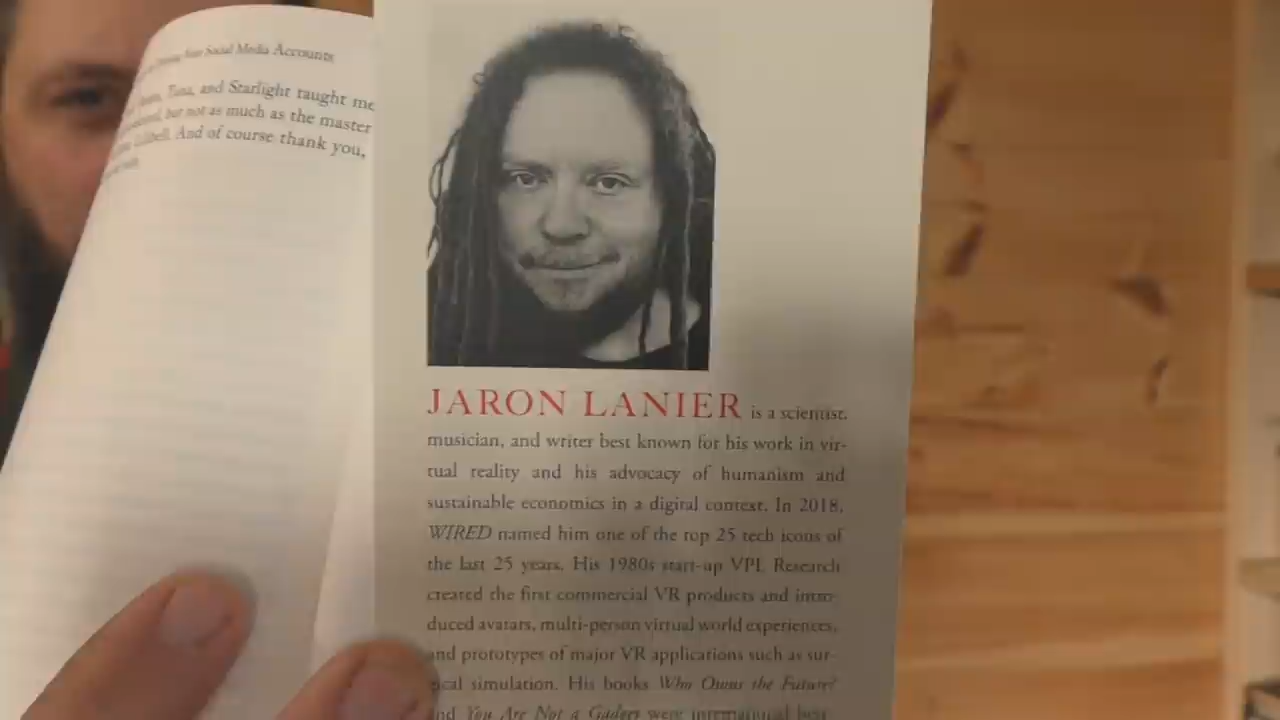 Social Media Accounts
Tuna, and Starlight taught me
but not as much as the master
And of course thank you,
JARON LANIER is a scientist,
musician, and writer best known for his work in vir-
tual reality and his advocacy of humanism and
sustainable economics in a digital context. In 2018,
WIRED named him one of the top 25 tech icons of
the last 25 years. His 1980s start-up VPL Research
created the first commercial VR products and intro-
duced avatars, multi-person virtual world experiences,
and prototypes of major VR applications such as sur-
gical simulation. His books Who Owns the Future?
and You Are Not a Gadget were international best-